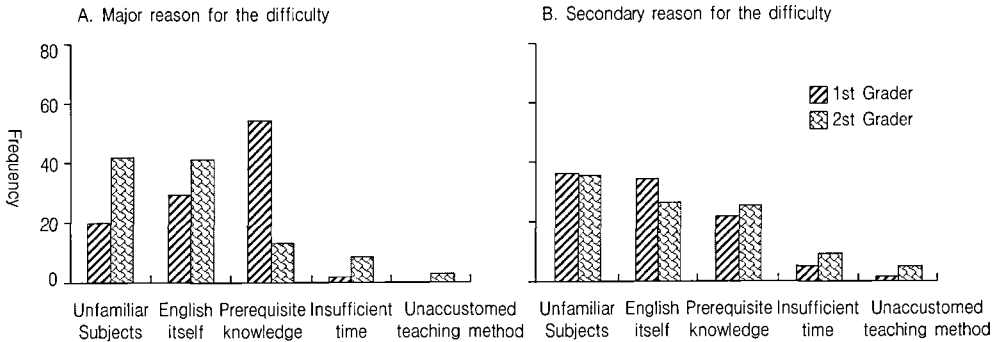 A. Major reason for the difficulty
B. Secondary reason for the difficulty
80
60
40
20
0
Frequency
1st Grader
2st Grader
Unfamiliar English Prerequisite Insufficient Unaccustomed
Subjects itself knowledge time teaching method
Unfamiliar English Prerequisite Insufficient Unaccustomed
Subjects itself knowledge time teaching method